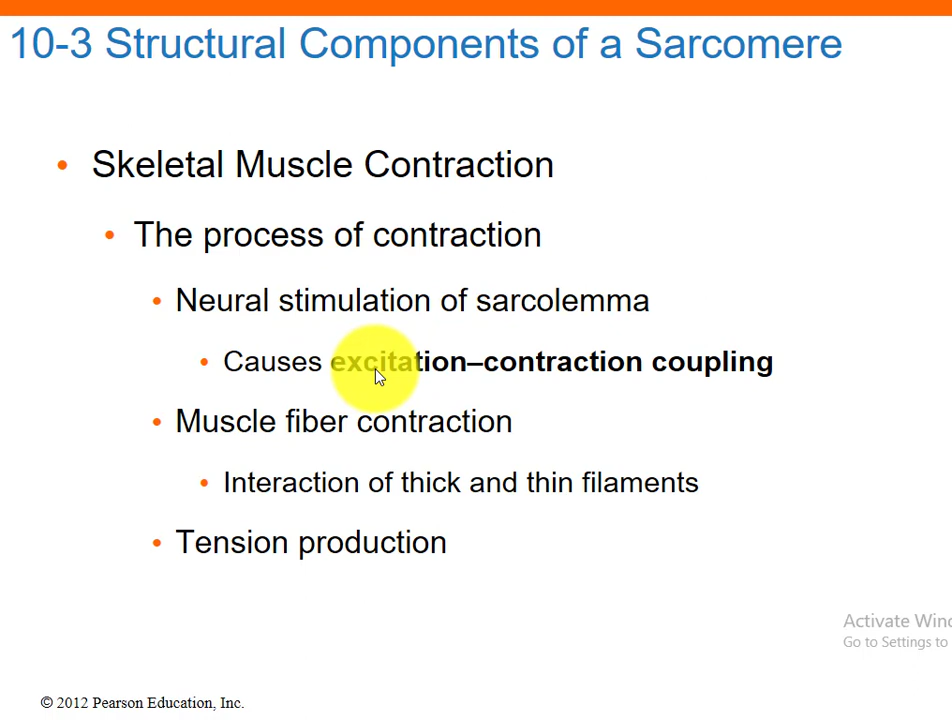 10-3 Structural Components of a Sarcomere
• Skeletal Muscle Contraction
• The process of contraction
• Neural stimulation of sarcolemma
• Causes excitation–contraction coupling
• Muscle fiber contraction
• Interaction of thick and thin filaments
• Tension production
Activate Wind
Go to Settings to
© 2012 Pearson Education, Inc.